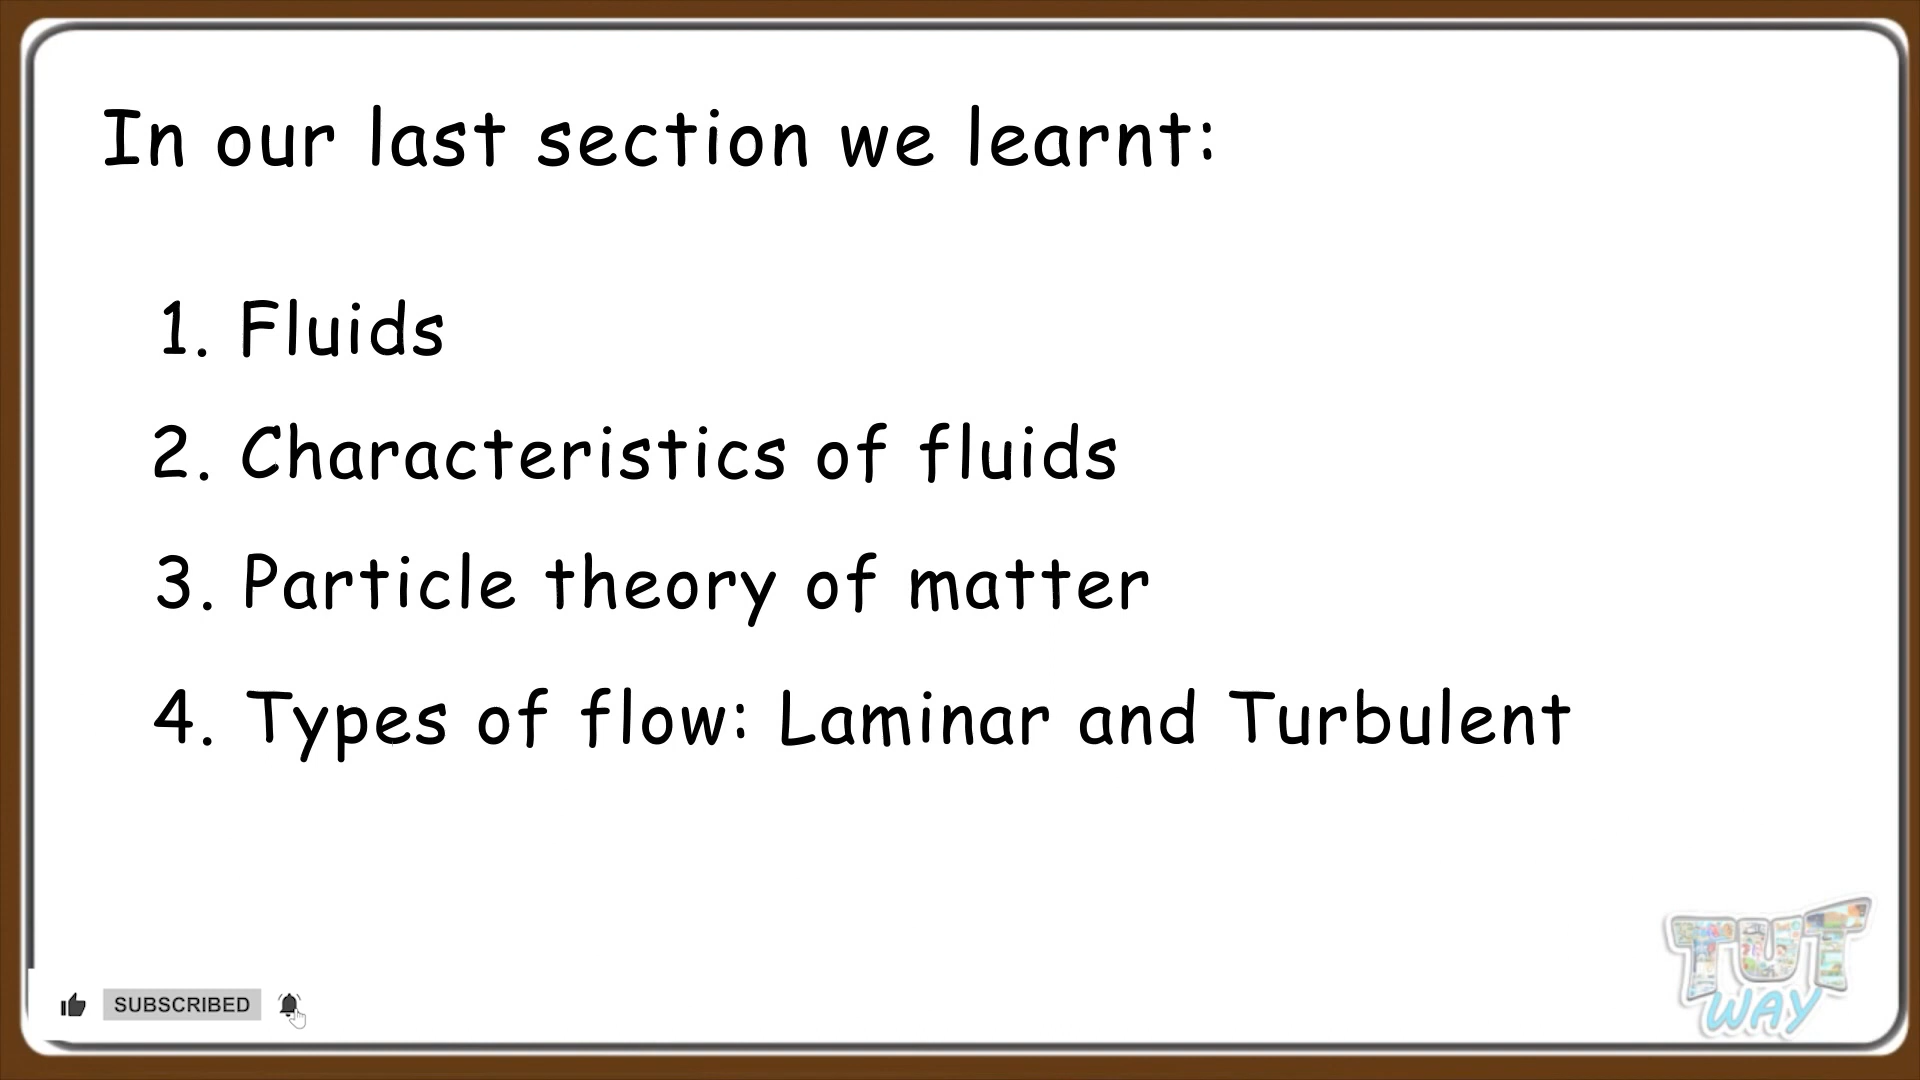 In our last section we learnt:
1. Fluids
2. Characteristics of fluids
3. Particle theory of matter
4. Types of flow: Laminar and Turbulent
SUBSCRIBED
TUT
WAY